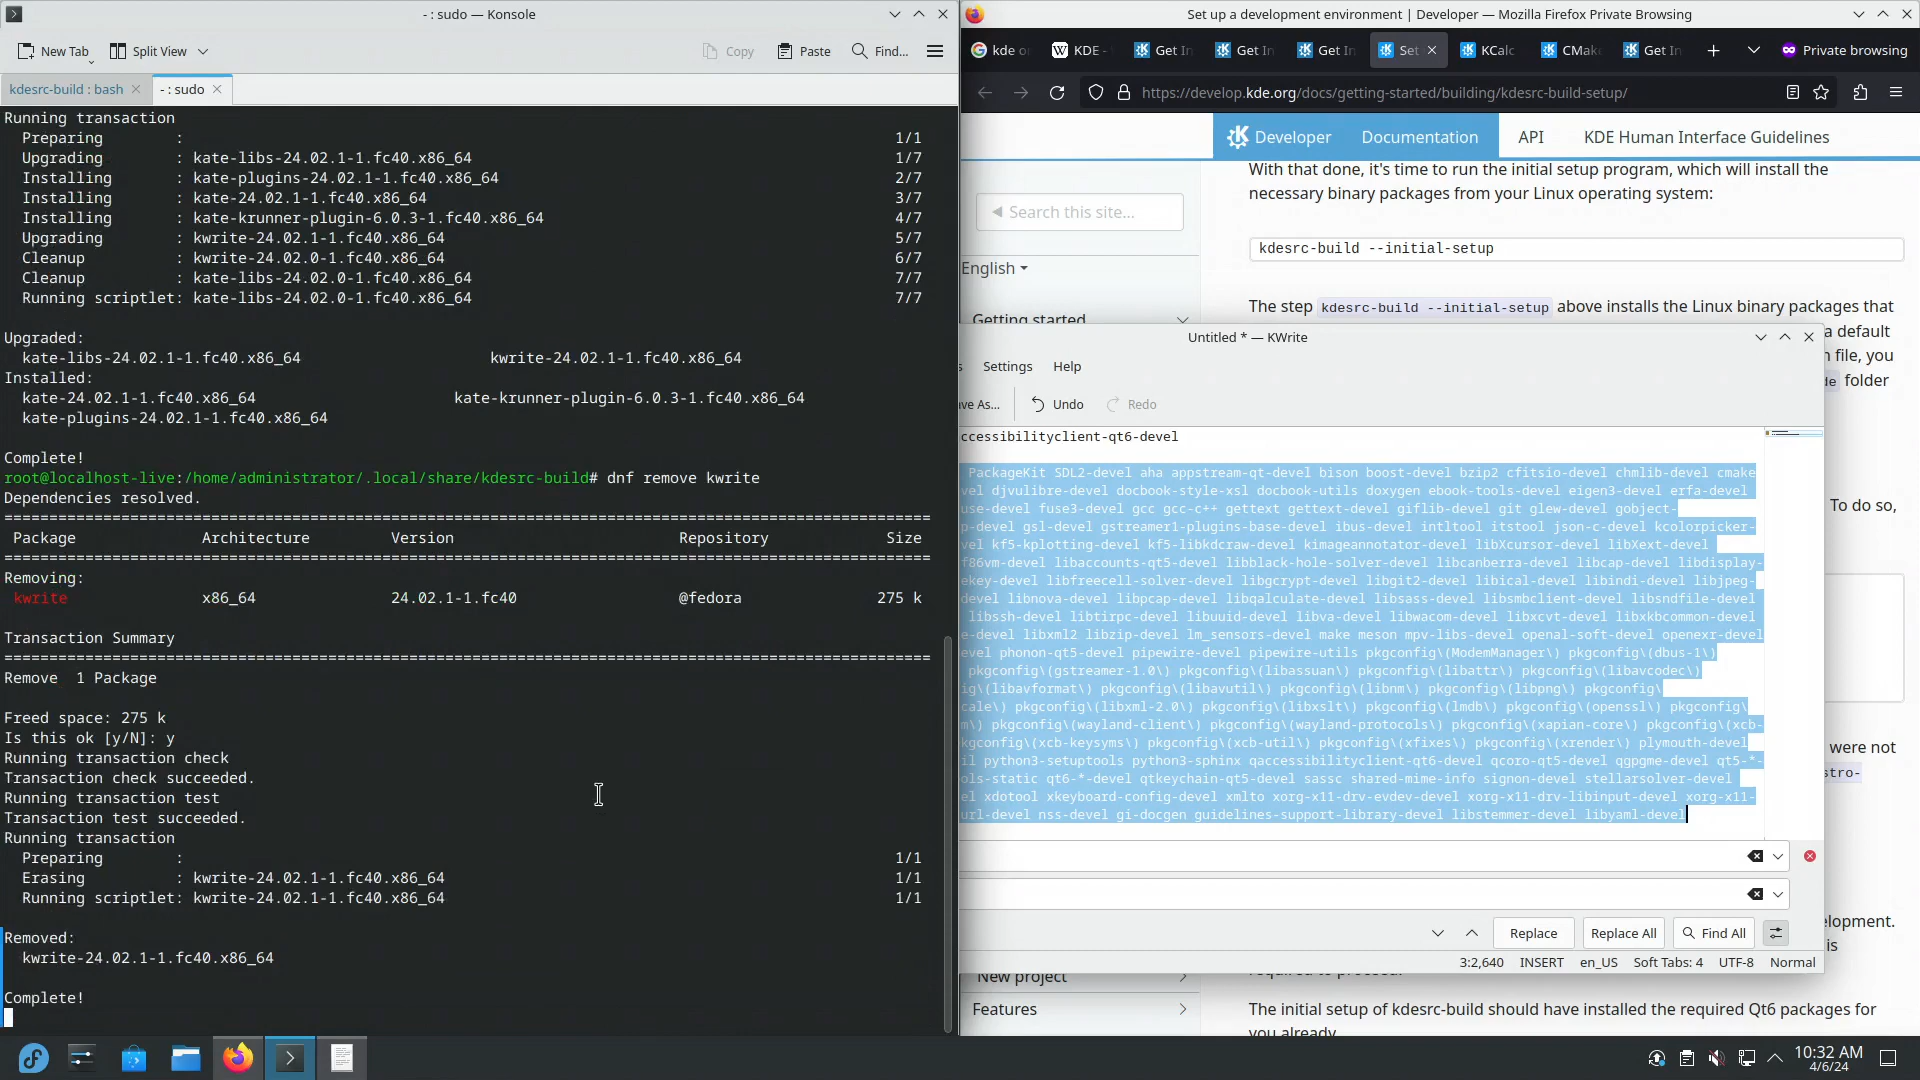 - : sudo — Konsole
New Tab
Split View
Copy
Paste
Find...
kdesrc-build : bash
- : sudo
Running transaction
Preparing : 1/1
Upgrading : kate-libs-24.02.1-1.fc40.x86_64 1/7
Installing : kate-plugins-24.02.1-1.fc40.x86_64 2/7
Installing : kate-24.02.1-1.fc40.x86_64 3/7
Installing : kate-krunner-plugin-6.0.3-1.fc40.x86_64 4/7
Upgrading : kwrite-24.02.1-1.fc40.x86_64 5/7
Cleanup : kwrite-24.02.0-1.fc40.x86_64 6/7
Cleanup : kate-libs-24.02.0-1.fc40.x86_64 7/7
Running scriptlet: kate-libs-24.02.0-1.fc40.x86_64 7/7
Upgraded:
kate-libs-24.02.1-1.fc40.x86_64 kwrite-24.02.1-1.fc40.x86_64
Installed:
kate-24.02.1-1.fc40.x86_64 kate-krunner-plugin-6.0.3-1.fc40.x86_64
kate-plugins-24.02.1-1.fc40.x86_64
Complete!
root@localhost-live:/home/administrator/.local/share/kdesrc-build# dnf remove kwrite
Dependencies resolved.
Package Architecture Version Repository Size
Removing:
kwrite x86_64 24.02.1-1.fc40 @fedora 275 k
Transaction Summary
Remove 1 Package
Freed space: 275 k
Is this ok [y/N]: y
Running transaction check
Transaction check succeeded.
Running transaction test
Transaction test succeeded.
Running transaction
Preparing : 1/1
Erasing : kwrite-24.02.1-1.fc40.x86_64 1/1
Running scriptlet: kwrite-24.02.1-1.fc40.x86_64 1/1
Removed:
kwrite-24.02.1-1.fc40.x86_64
Complete!
Set up a development environment | Developer — Mozilla Firefox Private Browsing
kde or
KDE -
Get In
Get In
Get In
Set
KCalc
CMake
Get In
Private browsing
https://develop.kde.org/docs/getting-started/building/kdesrc-build-setup/
Developer
Documentation
API
KDE Human Interface Guidelines
Search this site...
English
Getting started
With that done, it's time to run the initial setup program, which will install the
necessary binary packages from your Linux operating system:
kdesrc-build --initial-setup
The step kdesrc-build --initial-setup above installs the Linux binary packages that
a default
n file, you
folder
To do so,
were not
stro-
elopment.
is
Untitled * — KWrite
s
Settings
Help
ve As...
Undo
Redo
ccessibilityclient-qt6-devel
PackageKit SDL2-devel aha appstream-qt-devel bison boost-devel bzip2 cfitsio-devel chmlib-devel cmake
vel djvulibre-devel docbook-style-xsl docbook-utils doxygen ebook-tools-devel eigen3-devel erfa-devel
use-devel fuse3-devel gcc gcc-c++ gettext gettext-devel giflib-devel git glew-devel gobject-
p-devel gsl-devel gstreamer1-plugins-base-devel ibus-devel intltool itstool json-c-devel kcolorpicker-
vel kf5-kplotting-devel kf5-libkdcraw-devel kimageannotator-devel libXcursor-devel libXext-devel
f86vm-devel libaccounts-qt5-devel libblack-hole-solver-devel libcanberra-devel libcap-devel libdisplay-
ekey-devel libfreecell-solver-devel libgcrypt-devel libgit2-devel libical-devel libindi-devel libjpeg-
vel libnova-devel libpcap-devel libqalculate-devel libsass-devel libsmbclient-devel libsndfile-devel
libssh-devel libtirpc-devel libuuid-devel libva-devel libwacom-devel libxcvt-devel libxkbcommon-devel
e-devel libxml2 libzip-devel lm_sensors-devel make meson mpv-libs-devel openal-soft-devel openexr-devel
evel phonon-qt5-devel pipewire-devel pipewire-utils pkgconfig\(ModemManager\) pkgconfig\(dbus-1\)
pkgconfig\(gstreamer-1.0\) pkgconfig\(libassuan\) pkgconfig\(libattr\) pkgconfig\(libavcodec\)
ig\(libavformat\) pkgconfig\(libavutil\) pkgconfig\(libnm\) pkgconfig\(libpng\) pkgconfig\
cale\) pkgconfig\(libxml-2.0\) pkgconfig\(libxslt\) pkgconfig\(lmdb\) pkgconfig\(openssl\) pkgconfig\
m\) pkgconfig\(wayland-client\) pkgconfig\(wayland-protocols\) pkgconfig\(xapian-core\) pkgconfig\(xcb-
kgconfig\(xcb-keysyms\) pkgconfig\(xcb-util\) pkgconfig\(xfixes\) pkgconfig\(xrender\) plymouth-devel
il python3-setuptools python3-sphinx qaccessibilityclient-qt6-devel qcoro-qt5-devel qgpgme-devel qt5-*-
ols-static qt6-*-devel qtkeychain-qt5-devel sassc shared-mime-info signon-devel stellarsolver-devel
el xdotool xkeyboard-config-devel xmlto xorg-x11-drv-evdev-devel xorg-x11-drv-libinput-devel xorg-x11-
url-devel nss-devel gi-docgen guidelines-support-library-devel libstemmer-devel libyaml-devel
Replace
Replace All
Find All
3:2,640
INSERT
en_US
Soft Tabs: 4
UTF-8
Normal
New project
Features
required to proceed.
The initial setup of kdesrc-build should have installed the required Qt6 packages for
you already
10:32 AM
4/6/24